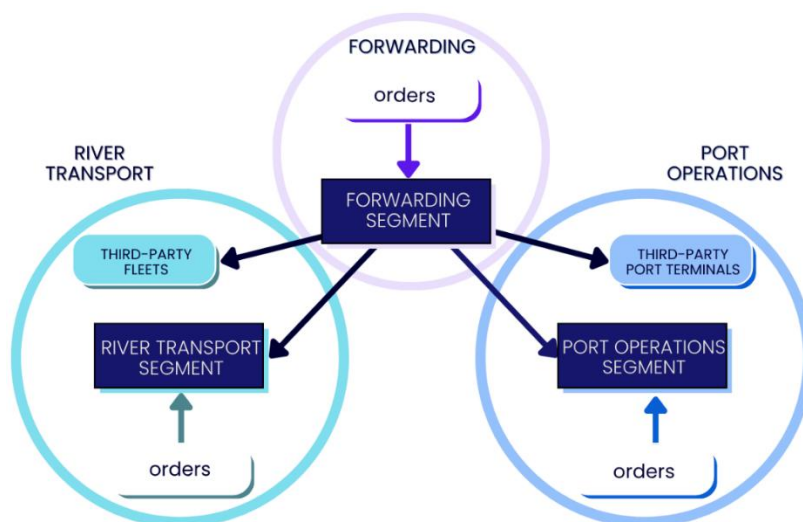 FORWARDING
orders
RIVER
TRANSPORT
PORT
OPERATIONS
FORWARDING
SEGMENT
THIRD-PARTY
FLEETS
THIRD-PARTY
PORT TERMINALS
RIVER TRANSPORT
SEGMENT
PORT OPERATIONS
SEGMENT
orders
orders